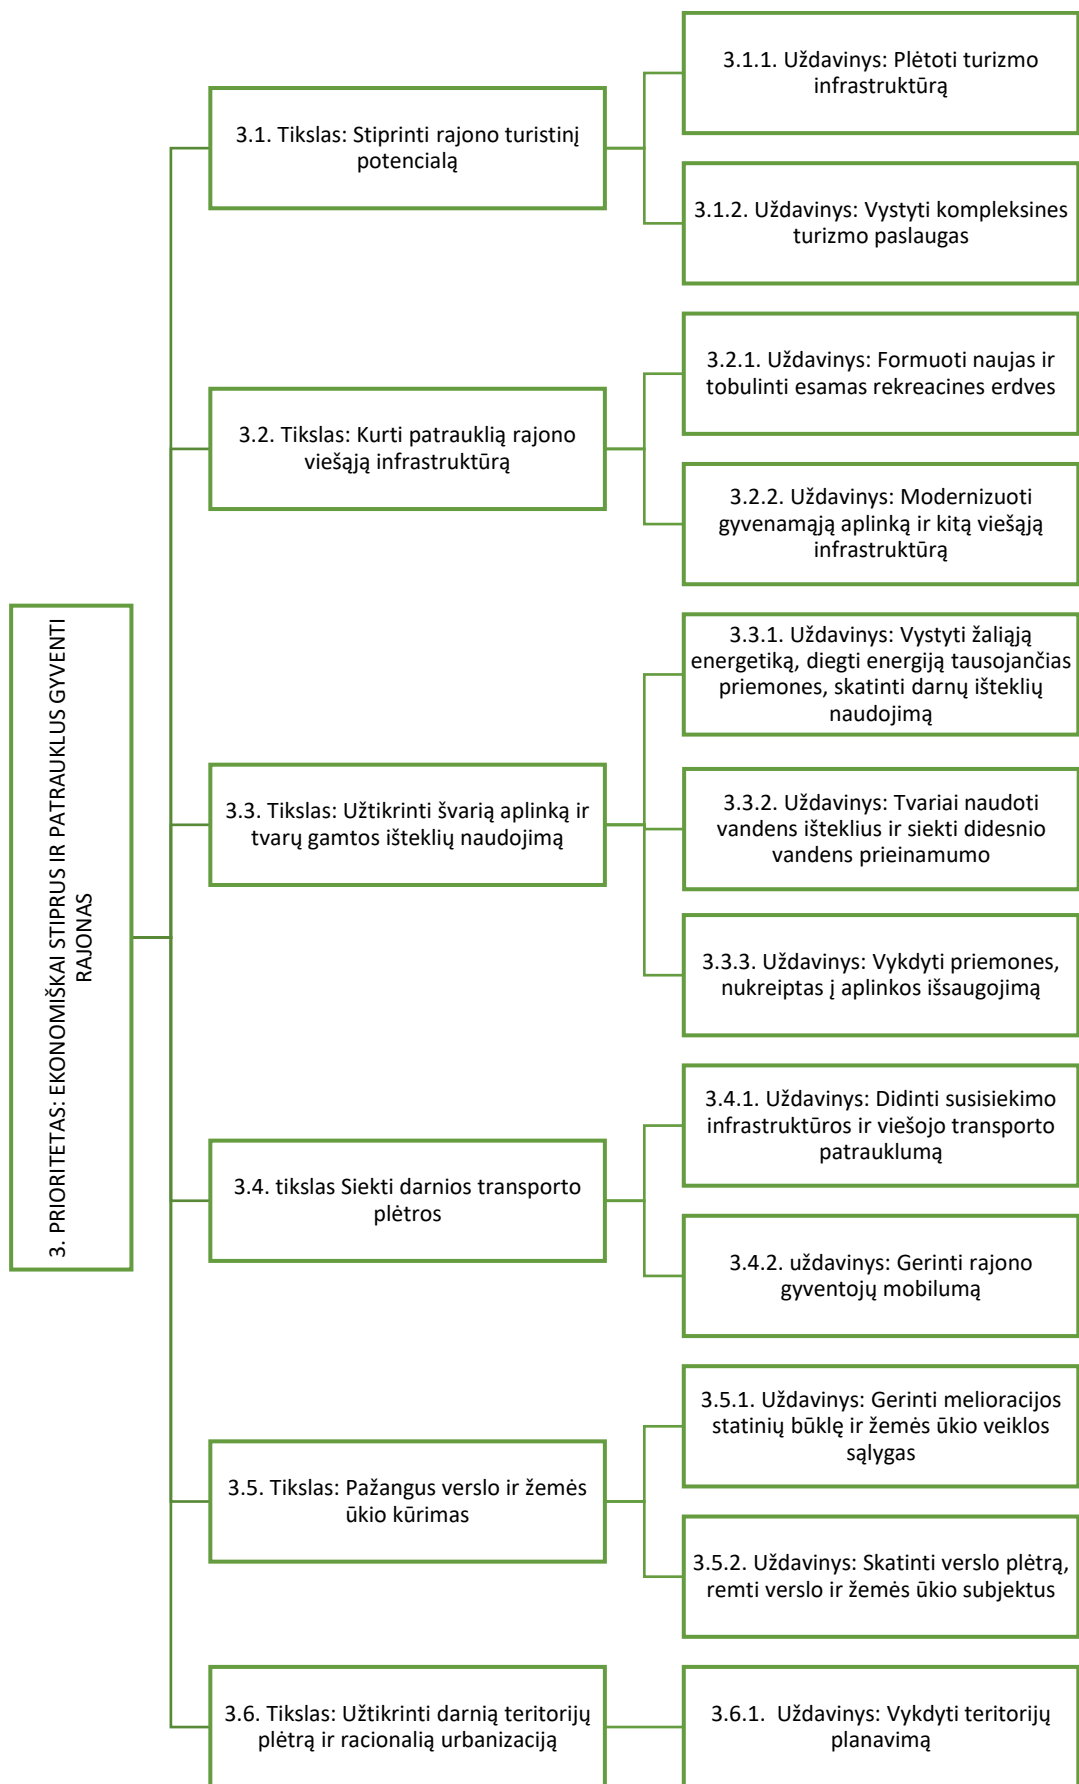 3. PRIORITETAS: EKONOMIŠKAI STIPRUS IR PATRAUKLUS GYVENTI
RAJONAS
3.1. Tikslas: Stiprinti rajono turistinį
potencialą
3.1.1. Uždavinys: Plėtoti turizmo
infrastruktūrą
3.1.2. Uždavinys: Vystyti kompleksines
turizmo paslaugas
3.2. Tikslas: Kurti patrauklią rajono
viešąją infrastruktūrą
3.2.1. Uždavinys: Formuoti naujas ir
tobulinti esamas rekreacines erdves
3.2.2. Uždavinys: Modernizuoti
gyvenamąją aplinką ir kitą viešąją
infrastruktūrą
3.3. Tikslas: Užtikrinti švarią aplinką ir
tvarų gamtos išteklių naudojimą
3.3.1. Uždavinys: Vystyti žaliąją
energetiką, diegti energiją tausojančias
priemones, skatinti darnų išteklių
naudojimą
3.3.2. Uždavinys: Tvariai naudoti
vandens išteklius ir siekti didesnio
vandens prieinamumo
3.3.3. Uždavinys: Vykdyti priemones,
nukreiptas į aplinkos išsaugojimą
3.4. tikslas Siekti darnios transporto
plėtros
3.4.1. Uždavinys: Didinti susisiekimo
infrastruktūros ir viešojo transporto
patrauklumą
3.4.2. uždavinys: Gerinti rajono
gyventojų mobilumą
3.5. Tikslas: Pažangus verslo ir žemės
ūkio kūrimas
3.5.1. Uždavinys: Gerinti melioracijos
statinių būklę ir žemės ūkio veiklos
sąlygas
3.5.2. Uždavinys: Skatinti verslo plėtrą,
remti verslo ir žemės ūkio subjektus
3.6. Tikslas: Užtikrinti darnią teritorijų
plėtrą ir racionalią urbanizaciją
3.6.1. Uždavinys: Vykdyti teritorijų
planavimą